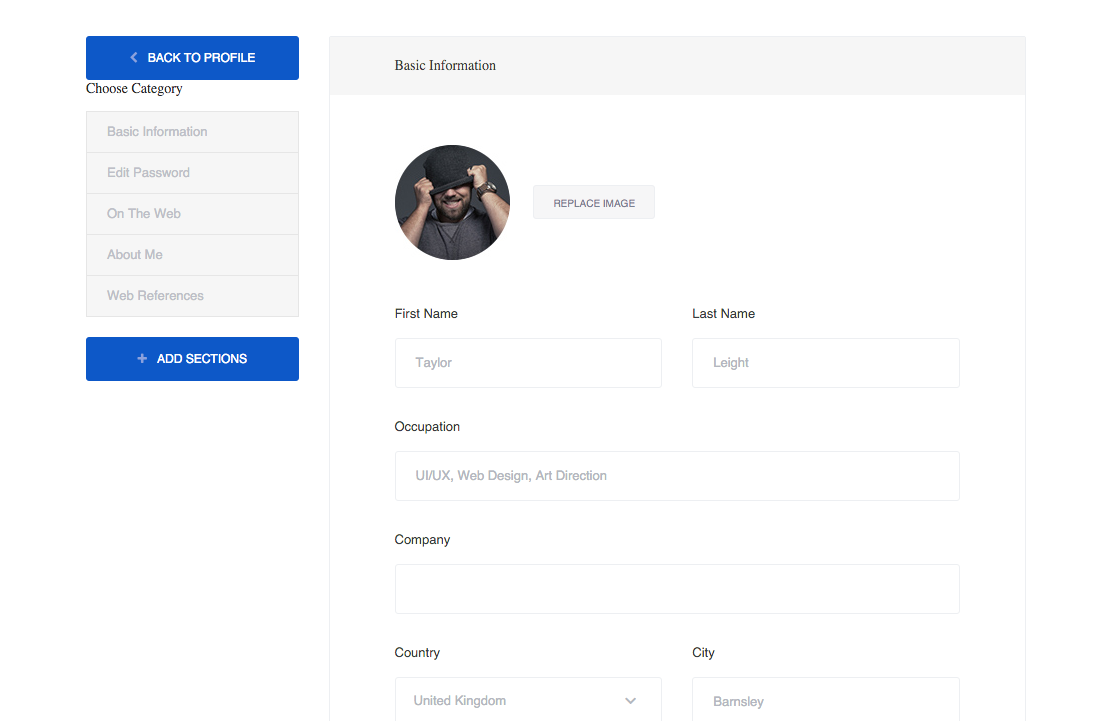 BACK TO PROFILE
Choose Category
Basic Information
Edit Password
On The Web
About Me
Web References
ADD SECTIONS
Basic Information
REPLACE IMAGE
First Name
Last Name
Taylor
Leight
Occupation
UI/UX, Web Design, Art Direction
Company
Country
City
United Kingdom
Barnsley